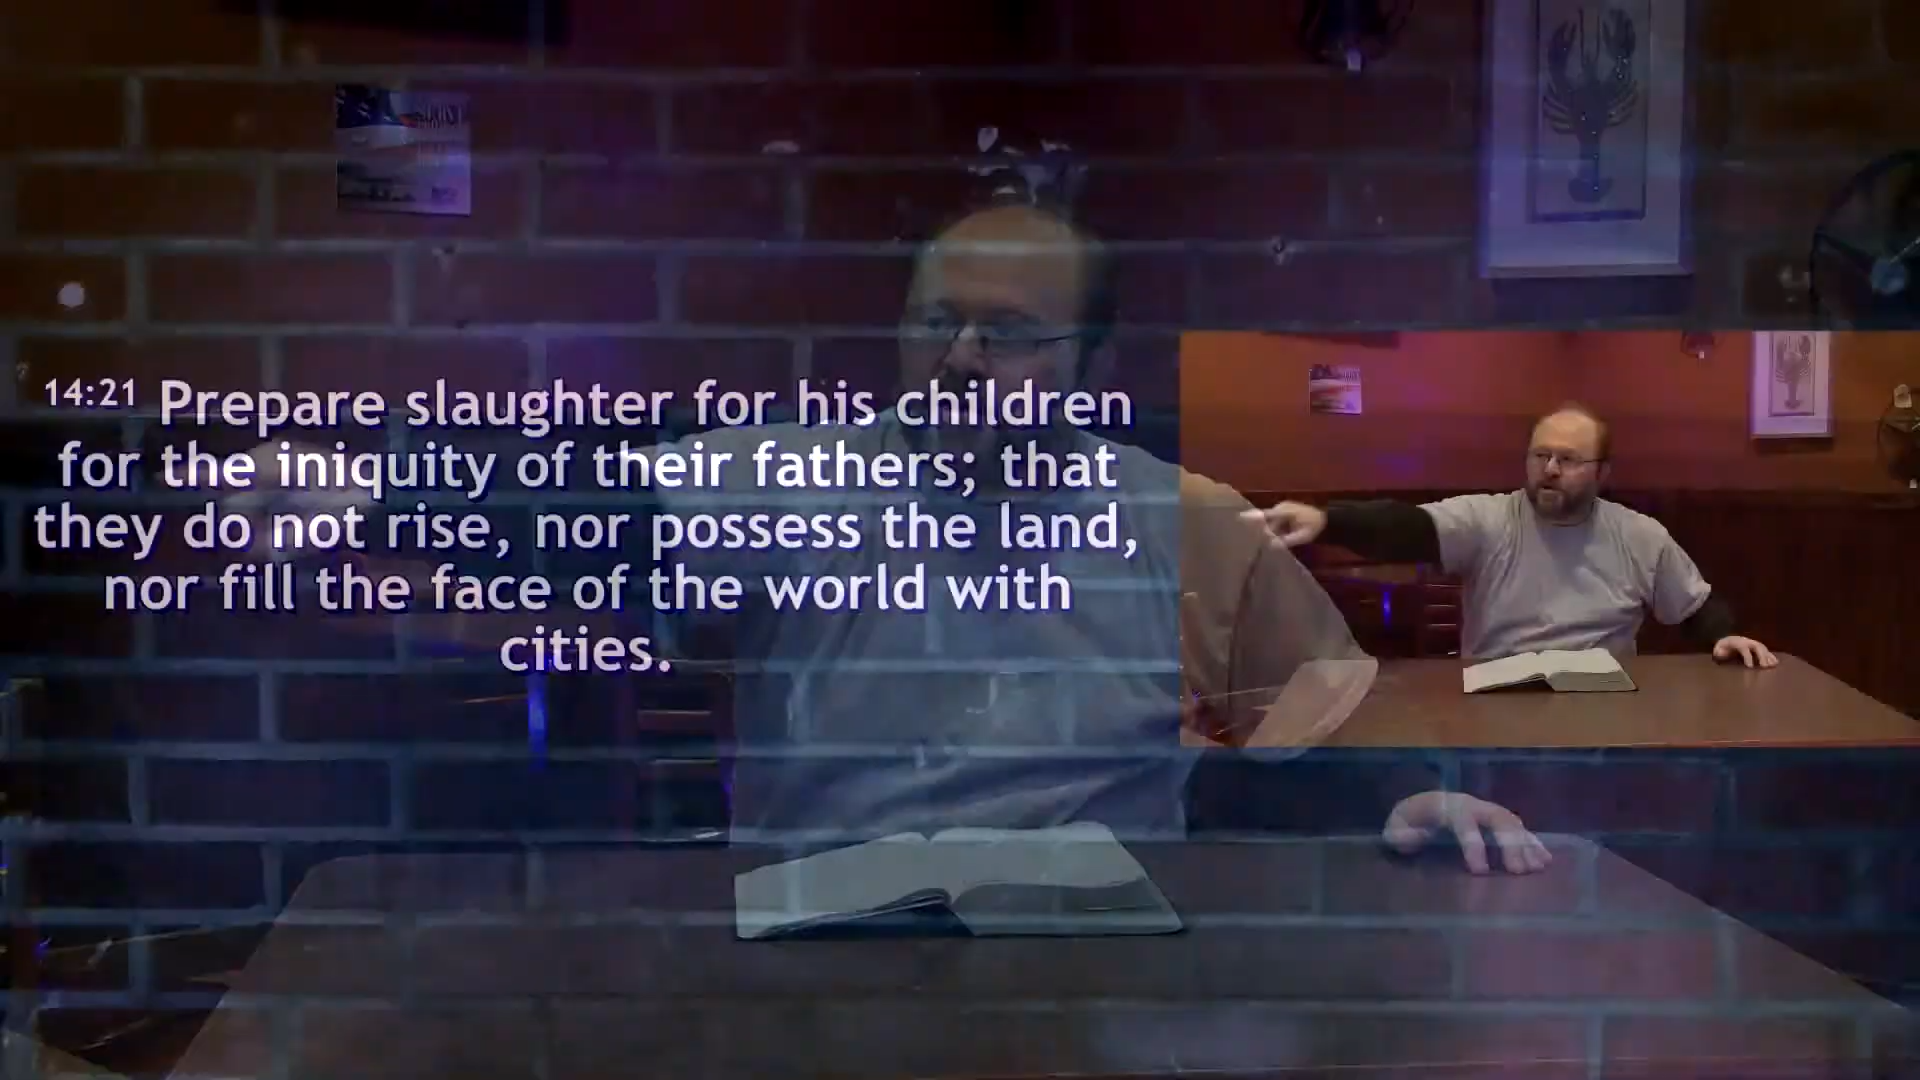 14:21 Prepare slaughter for his children
for the iniquity of their fathers; that
they do not rise, nor possess the land,
nor fill the face of the world with
cities.